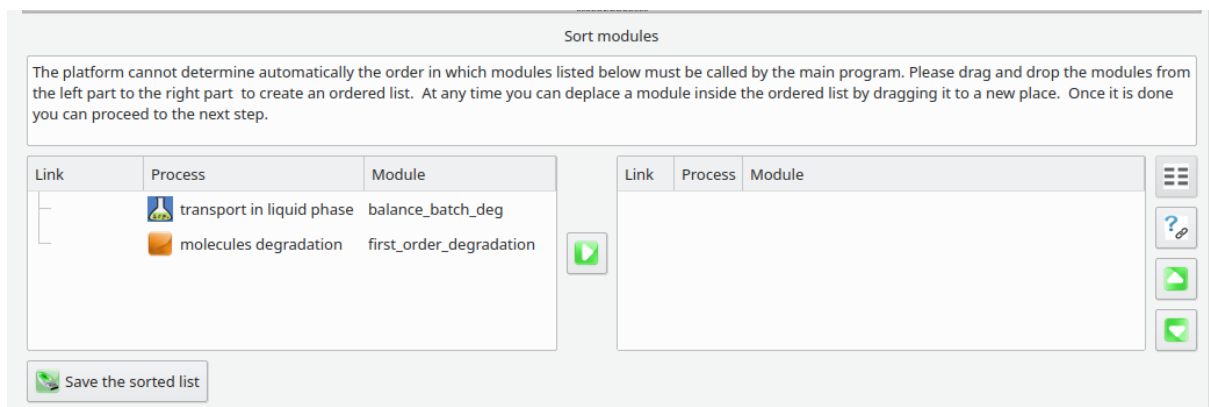 Sort modules
The platform cannot determine automatically the order in which modules listed below must be called by the main program. Please drag and drop the modules from
the left part to the right part  to create an ordered list.  At any time you can deplace a module inside the ordered list by dragging it to a new place.  Once it is done
you can proceed to the next step.
Link Process Module Link Process Module
transport in liquid phase balance_batch_deg
molecules degradation first_order_degradation
Save the sorted list